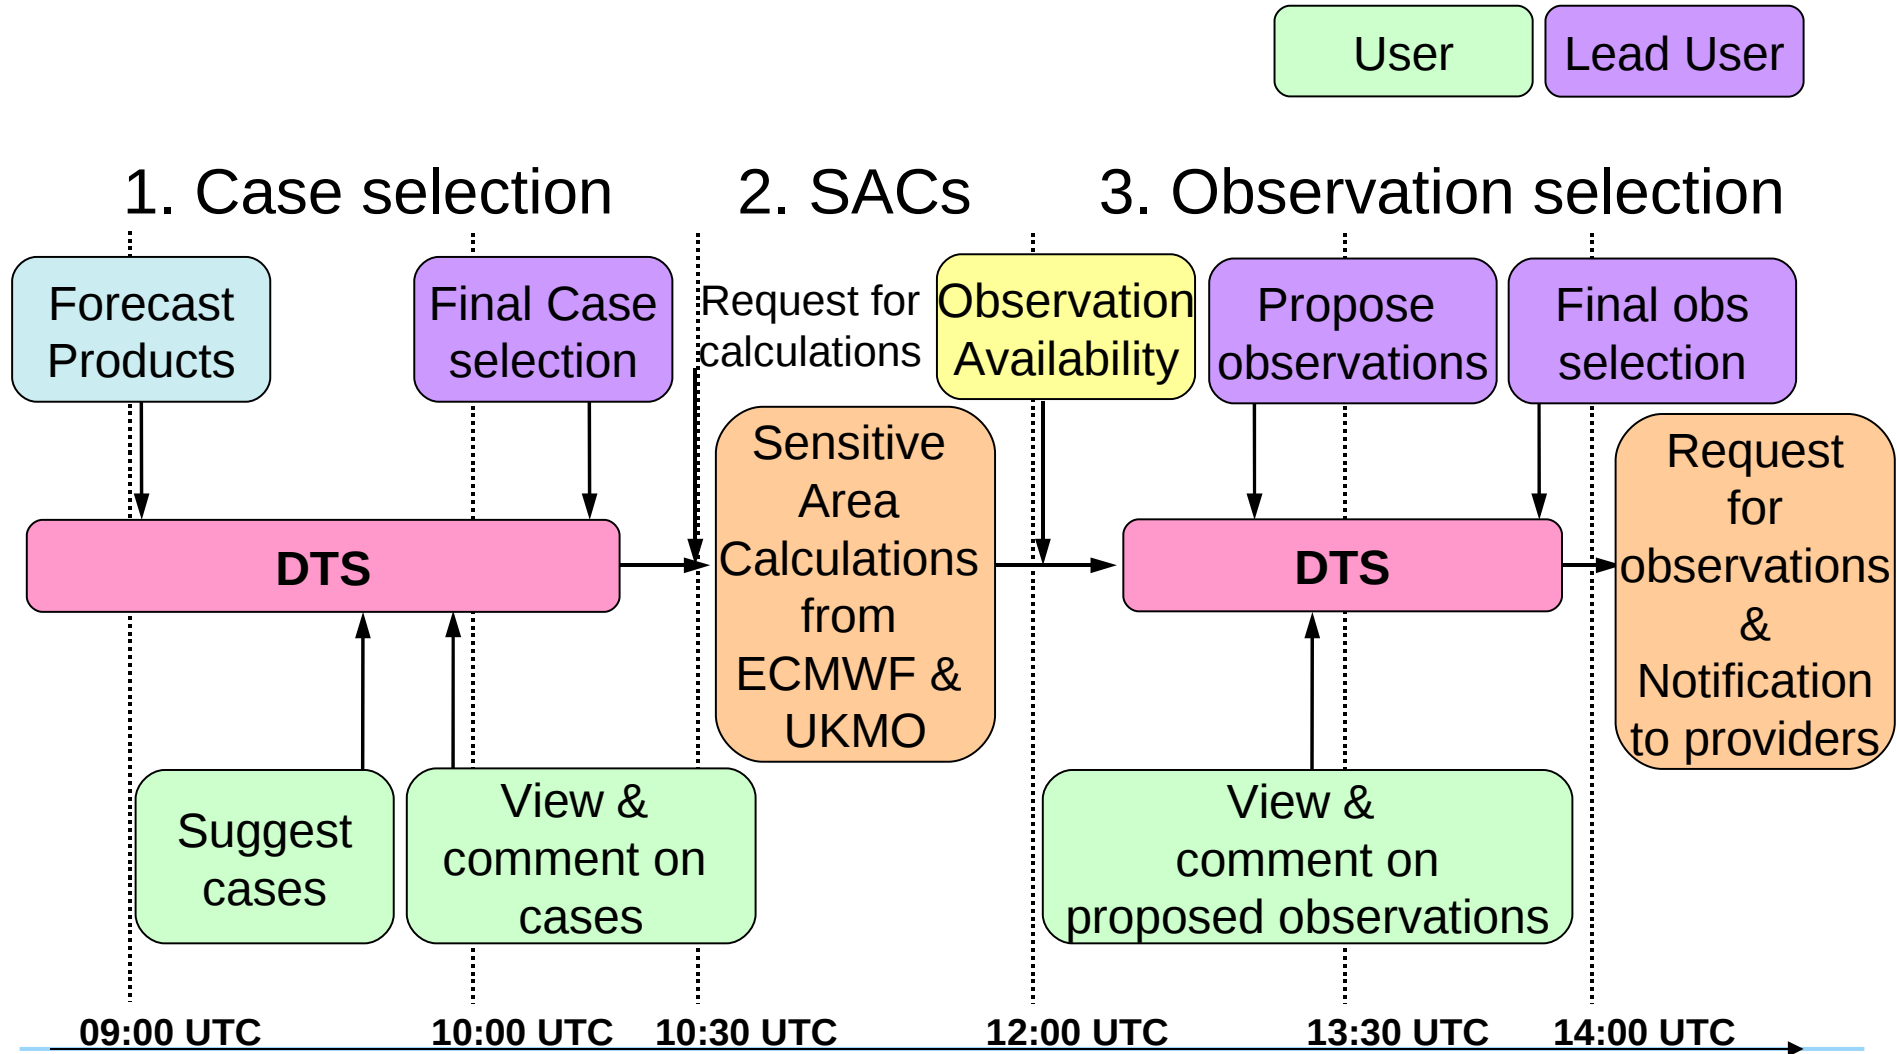 User
Lead User
1. Case selection
2. SACs
3. Observation selection
Forecast
Products
Final Case
selection
Request for
calculations
Observation
Availability
Propose
observations
Final obs
selection
DTS
Sensitive
Area
Calculations
from
ECMWF &
UKMO
DTS
Request
for
observations
&
Notification
to providers
Suggest
cases
View &
comment on
cases
View &
comment on
proposed observations
09:00 UTC
10:00 UTC
10:30 UTC
12:00 UTC
13:30 UTC
14:00 UTC